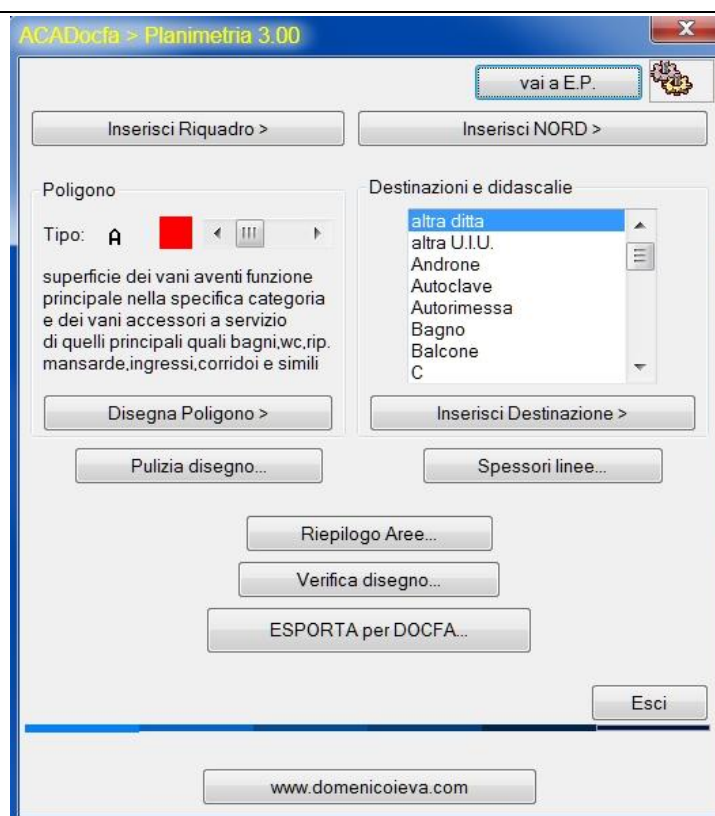 ACADocfa > Planimetria 3.00
vai a E.P.
Inserisci Riquadro >
Inserisci NORD >
Poligono
Tipo: A
superficie dei vani aventi funzione
principale nella specifica categoria
e dei vani accessori a servizio
di quelli principali quali bagni,wc,rip.
mansarde,ingressi,corridoi e simili
Disegna Poligono >
Destinazioni e didascalie
altra ditta
altra U.I.U.
Androne
Autoclave
Autorimessa
Bagno
Balcone
C
Inserisci Destinazione >
Pulizia disegno...
Spessori linee...
Riepilogo Aree...
Verifica disegno...
ESPORTA per DOCFA...
Esci
www.domenicoieva.com